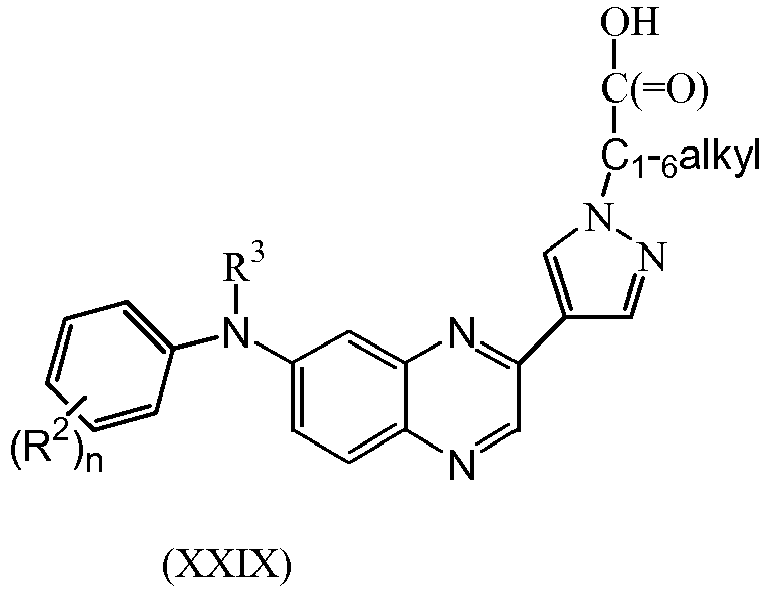 OH
C(=O)
C1-6alkyl
N
N
R3
N
N
N
(R2)n
(XXIX)